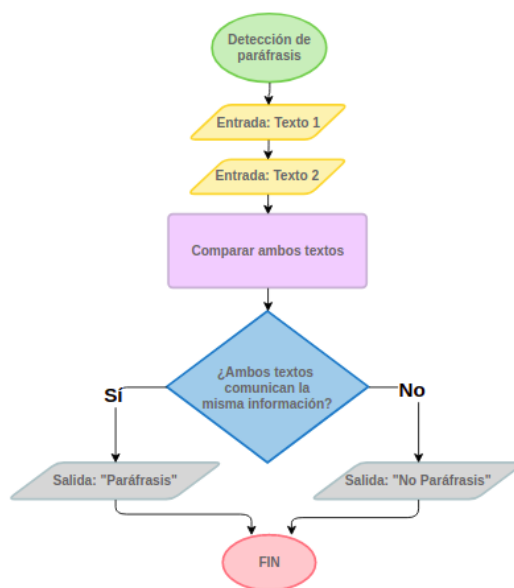 Detección de
paráfrasis
Entrada: Texto 1
Entrada: Texto 2
Comparar ambos textos
¿Ambos textos
comunican la
misma información?
Sí
No
Salida: "Paráfrasis"
Salida: "No Paráfrasis"
FIN